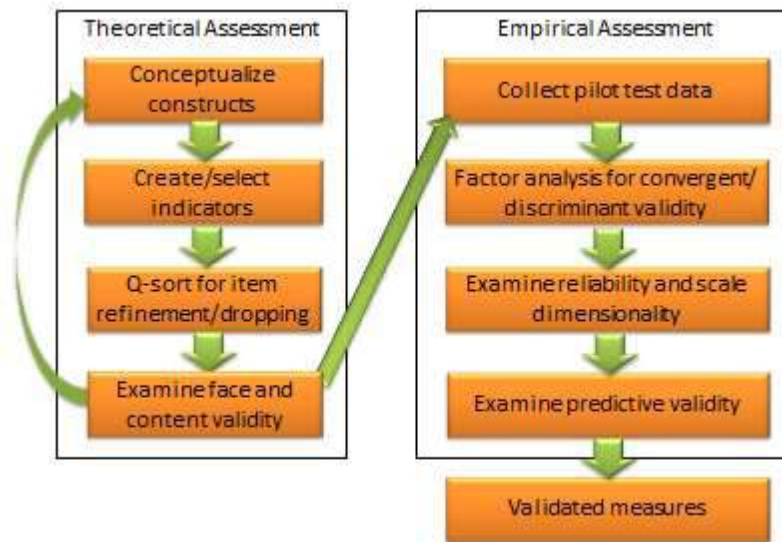 Theoretical Assessment
Conceptualize
constructs
Create/select
indicators
Q-sort for item
refinement/dropping
Examine face and
content validity
Empirical Assessment
Collect pilot test data
Factor analysis for convergent/
discriminant validity
Examine reliability and scale
dimensionality
Examine predictive validity
Validated measures